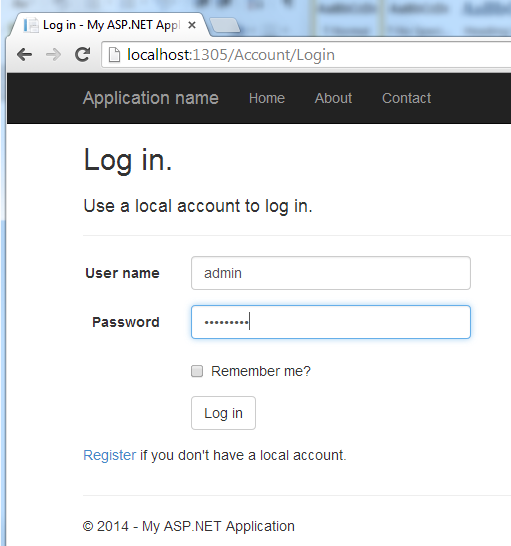 Log in - My ASP.NET Appl
localhost:1305/Account/Login
Application name Home About Contact
Log in.
Use a local account to log in.
User name admin
Password •••••••••
Remember me?
Log in
Register if you don't have a local account.
© 2014 - My ASP.NET Application